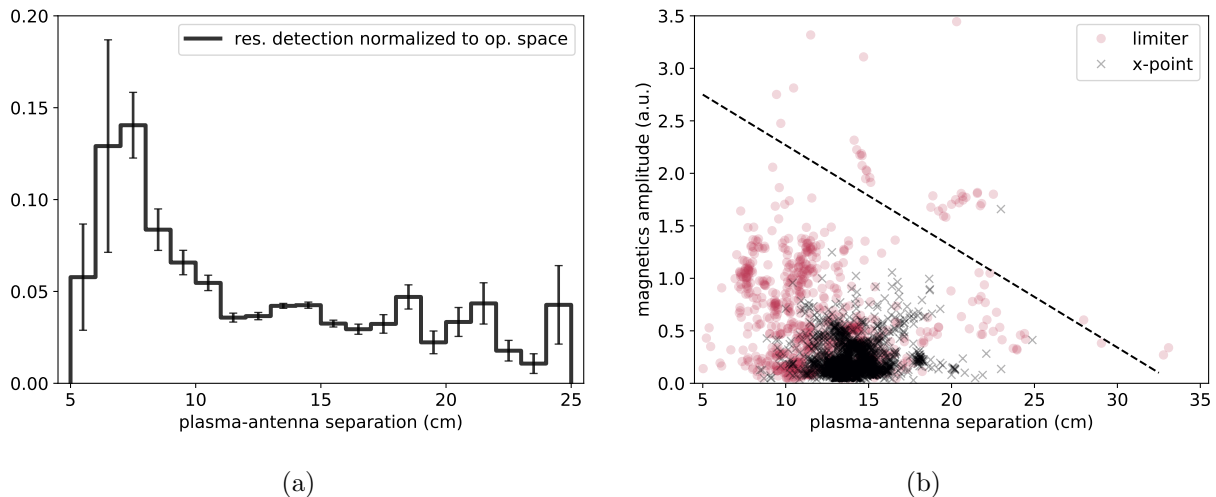 0.20
0.15
0.10
0.05
0.00
res. detection normalized to op. space
5 10 15 20 25
plasma-antenna separation (cm)
(a)
magnetics amplitude (a.u.)
3.5
3.0
2.5
2.0
1.5
1.0
0.5
0.0
limiter
x-point
5 10 15 20 25 30 35
plasma-antenna separation (cm)
(b)